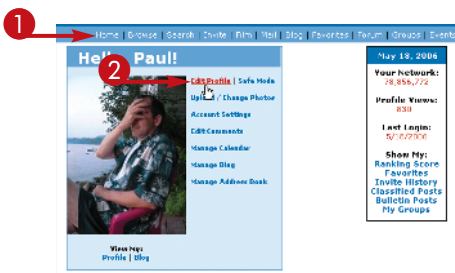 1
Home | Browse | Search | Invite | Film | Mail | Blog | Favorites | Forum | Groups | Events
Hello, Paul!
2
Edit Profile | Safe Mode
Upload / Change Photos
Account Settings
Edit Comments
Manage Calendar
Manage Blog
Manage Address Book
View My:
Profile | Blog
May 18, 2006
Your Network:
78,856,772
Profile Views:
830
Last Login:
5/18/2006
Show My:
Ranking Score
Favorites
Invite History
Classified Posts
Bulletin Posts
My Groups